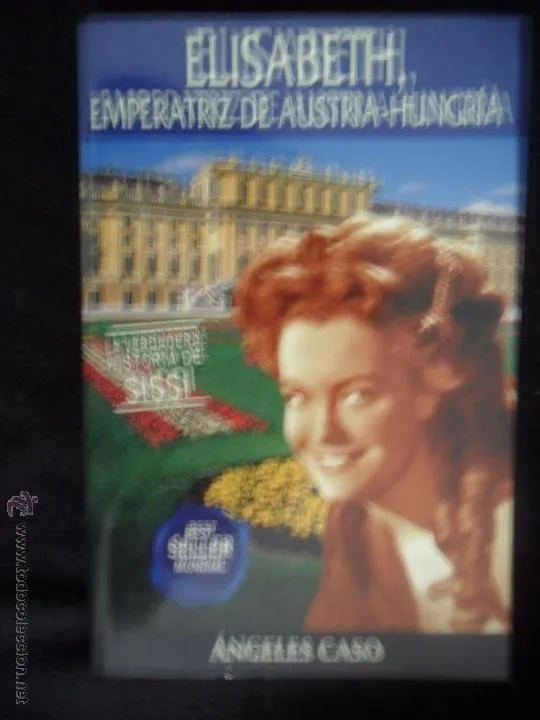 ELISABETH,
EMPERATRIZ DE AUSTRIA-HUNGRÍA
LA VERDADERA
HISTORIA DE
SISSI
BEST
SELLER
MUNDIAL
ÁNGELES CASO
www.todocoleccion.net